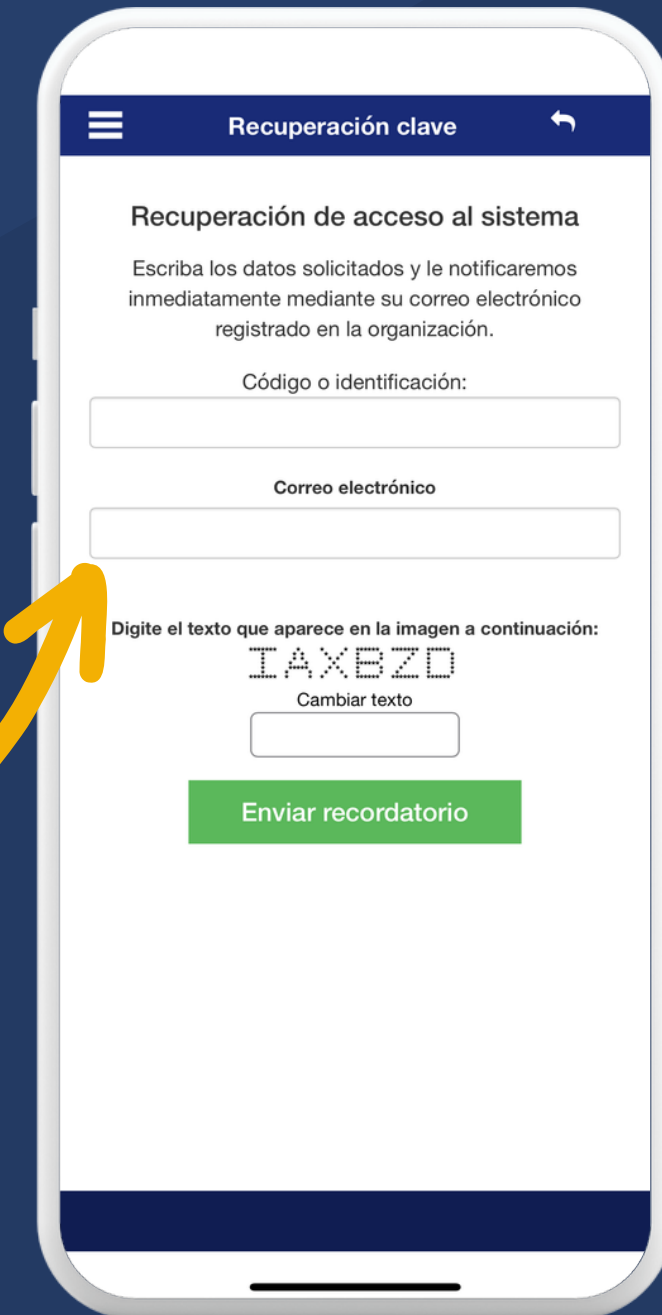 Recuperación clave
Recuperación de acceso al sistema
Escriba los datos solicitados y le notificaremos
inmediatamente mediante su correo electrónico
registrado en la organización.
Código o identificación:
Correo electrónico
Digite el texto que aparece en la imagen a continuación:
IAXBZD
Cambiar texto
Enviar recordatorio